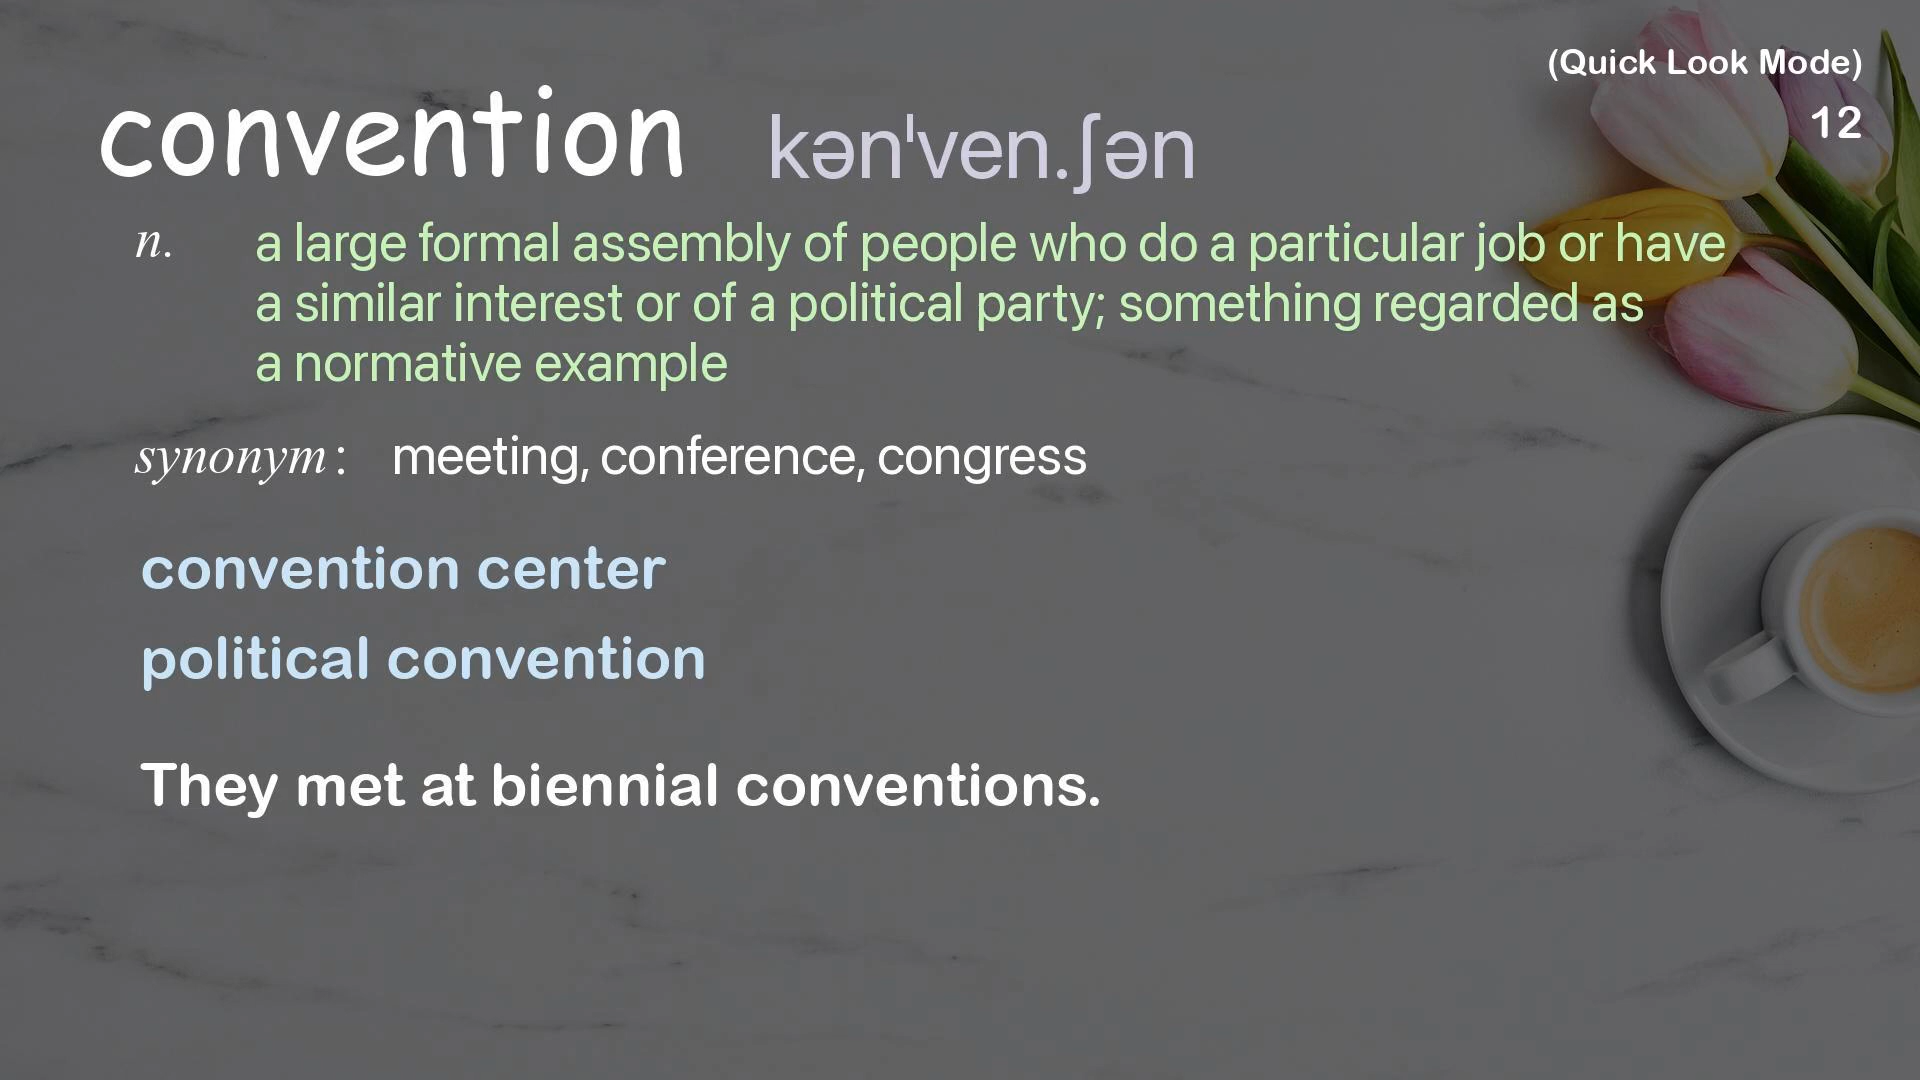 (Quick Look Mode)
12
convention kən'ven.ʃən
n. a large formal assembly of people who do a particular job or have
a similar interest or of a political party; something regarded as
a normative example
synonym: meeting, conference, congress
convention center
political convention
They met at biennial conventions.